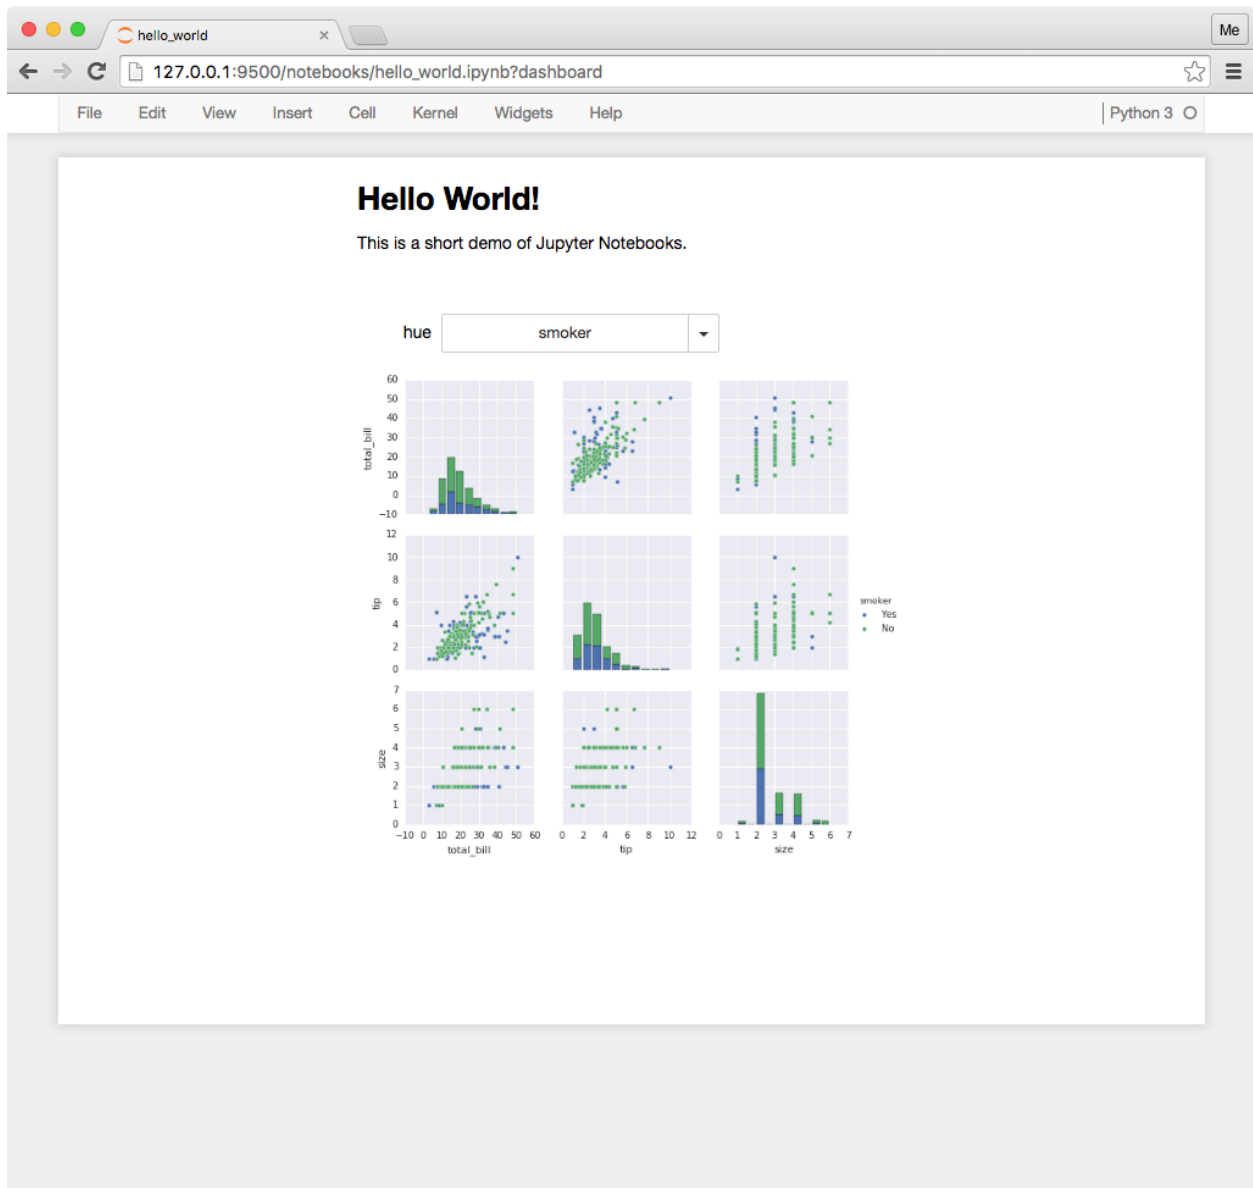 hello_world
Me
127.0.0.1:9500/notebooks/hello_world.ipynb?dashboard
File Edit View Insert Cell Kernel Widgets Help Python 3
Hello World!
This is a short demo of Jupyter Notebooks.
hue smoker
60
50
40
30
20
10
0
−10
total_bill
12
10
8
6
4
2
0
tip
smoker
Yes
No
7
6
5
4
3
2
1
0
size
−10 0 10 20 30 40 50 60 0 2 4 6 8 10 12 0 1 2 3 4 5 6 7
total_bill tip size